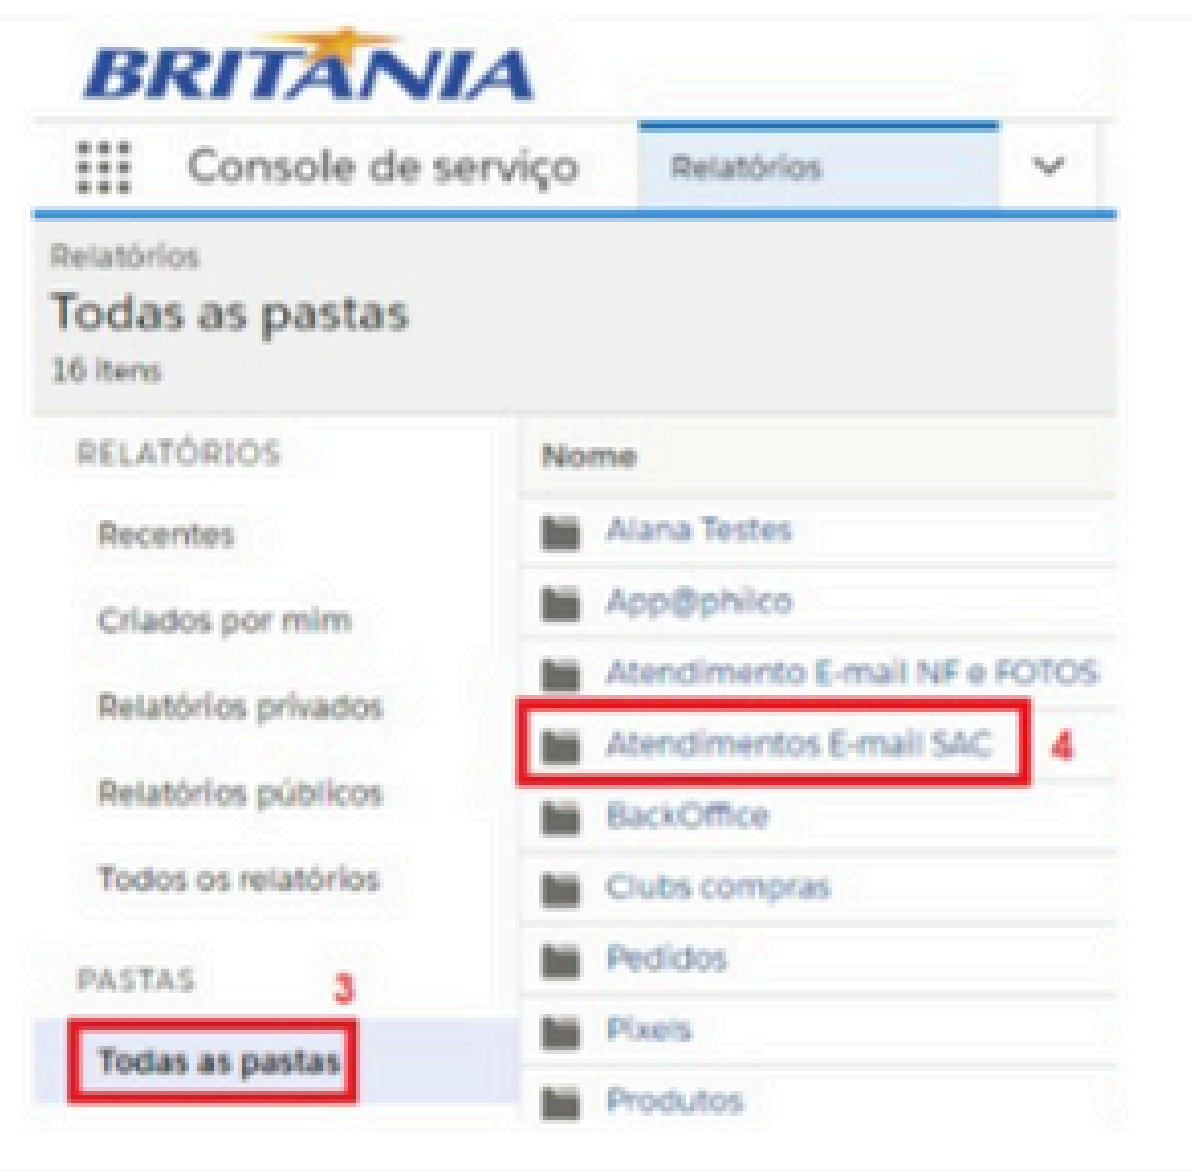 BRITANIA
Console de serviço
Relatórios
Relatórios
Todas as pastas
16 itens
RELATÓRIOS
Recentes
Criados por mim
Relatórios privados
Relatórios públicos
Todos os relatórios
PASTAS
3
Todas as pastas
Nome
Alana Testes
App@philco
Atendimento E-mail NF e FOTOS
Atendimentos E-mail SAC
4
BackOffice
Clubs compras
Pedidos
Pixels
Produtos